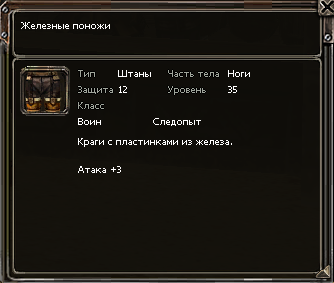 Железные поножи
Тип Штаны Часть тела Ноги
Защита 12 Уровень 35
Класс
Воин Следопыт
Краги с пластинками из железа.
Атака +3